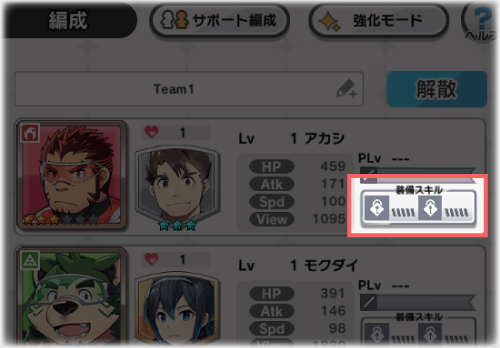 編成
サポート編成
強化モード
?
ヘルプ
Team1
解散
1
Lv 1 アカシ
HP 459
Atk 171
Spd 100
View 1095
PLv ---
装備スキル
1
Lv 1 モクダイ
HP 391
Atk 146
Spd 98
View 1820
PLv ---
装備スキル